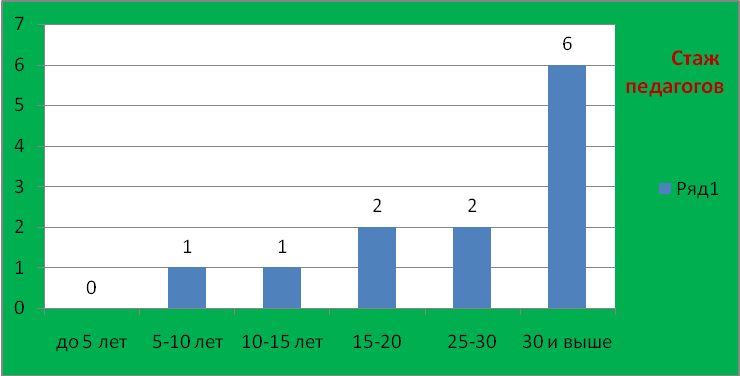 Стаж
педагогов
7
6
5
4
3
2
1
0
0
1
1
2
2
6
до 5 лет
5-10 лет
10-15 лет
15-20
25-30
30 и выше
Ряд1